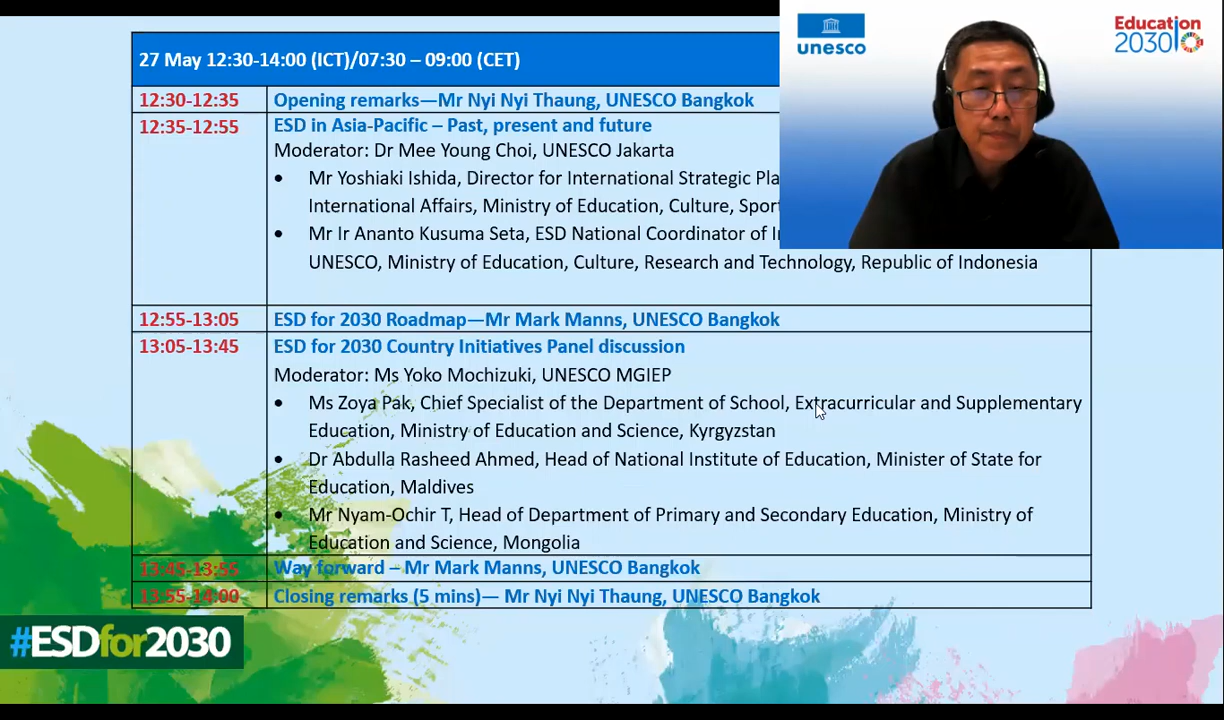 27 May 12:30-14:00 (ICT)/07:30 – 09:00 (CET)
12:30-12:35 Opening remarks—Mr Nyi Nyi Thaung, UNESCO Bangkok
12:35-12:55 ESD in Asia-Pacific – Past, present and future
Moderator: Dr Mee Young Choi, UNESCO Jakarta
• Mr Yoshiaki Ishida, Director for International Strategic
International Affairs, Ministry of Education, Culture,
• Mr Ir Ananto Kusuma Seta, ESD National Coordinator of
UNESCO, Ministry of Education, Culture, Research and Technology, Republic of Indonesia
12:55-13:05 ESD for 2030 Roadmap—Mr Mark Manns, UNESCO Bangkok
13:05-13:45 ESD for 2030 Country Initiatives Panel discussion
Moderator: Ms Yoko Mochizuki, UNESCO MGIEP
• Ms Zoya Pak, Chief Specialist of the Department of School, Extracurricular and Supplementary
Education, Ministry of Education and Science, Kyrgyzstan
• Dr Abdulla Rasheed Ahmed, Head of National Institute of Education, Minister of State for
Education, Maldives
• Mr Nyam-Ochir T, Head of Department of Primary and Secondary Education, Ministry of
Education and Science, Mongolia
13:45-13:55 Way forward – Mr Mark Manns, UNESCO Bangkok
13:55-14:00 Closing remarks (5 mins)— Mr Nyi Nyi Thaung, UNESCO Bangkok
#ESDfor2030
unesco
Education
2030